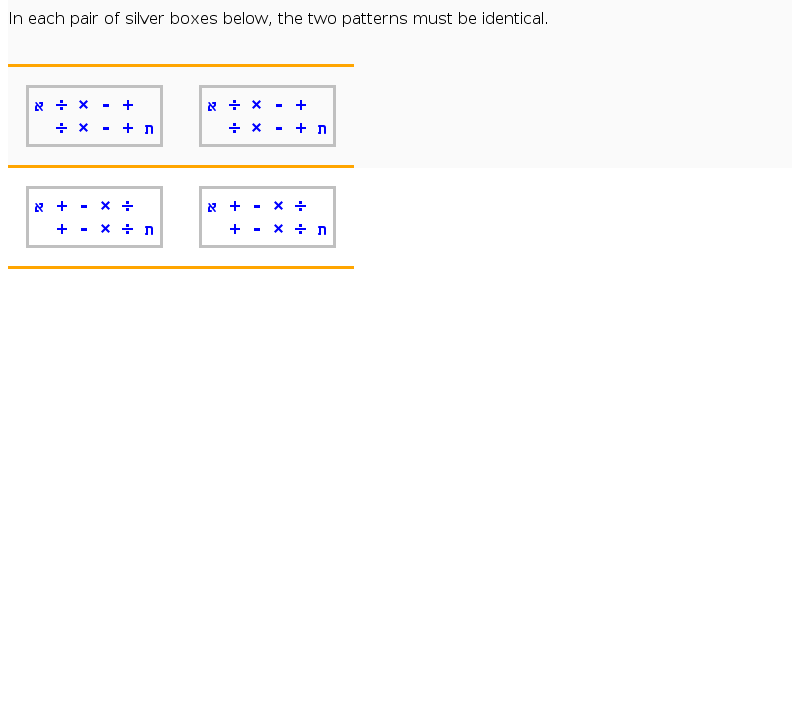 In each pair of silver boxes below, the two patterns must be identical.
א ÷ × - + א ÷ × - +
÷ × - + ת ÷ × - + ת
א + - × ÷ א + - × ÷
+ - × ÷ ת + - × ÷ ת